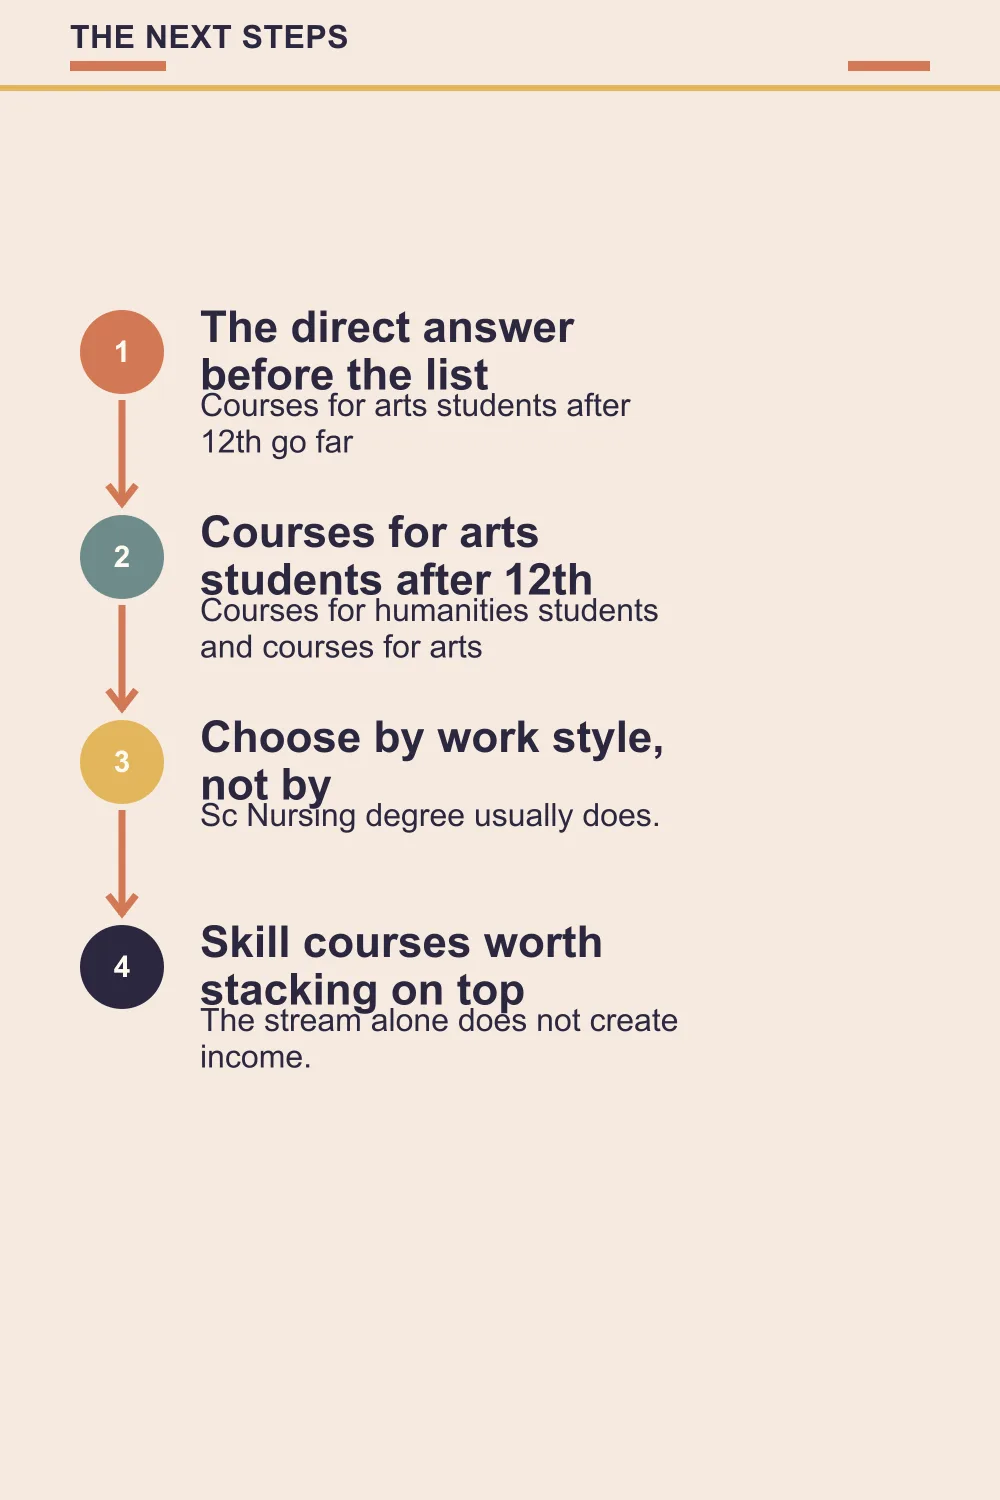 THE NEXT STEPS
1
The direct answer
before the list
Courses for arts students after
12th go far
2
Courses for arts
students after 12th
Courses for humanities students
and courses for arts
3
Choose by work style,
not by
Sc Nursing degree usually does.
4
Skill courses worth
stacking on top
The stream alone does not create
income.